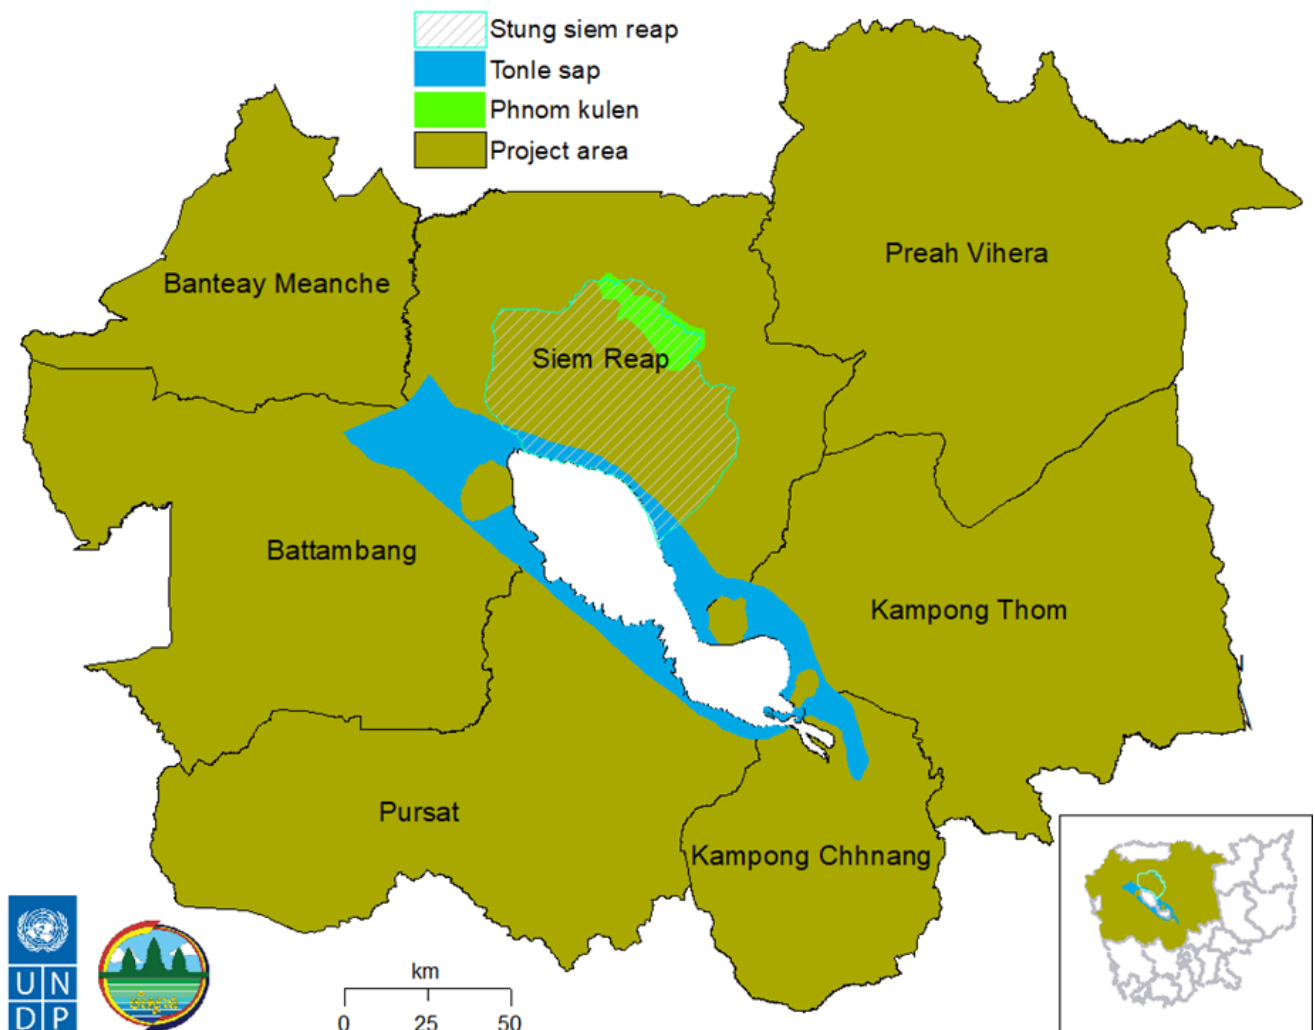 Stung siem reap
Tonle sap
Phnom kulen
Project area
Banteay Meanche
Preah Vihera
Siem Reap
Battambang
Kampong Thom
Pursat
Kampong Chhnang
U N
D P
km
0 25 50